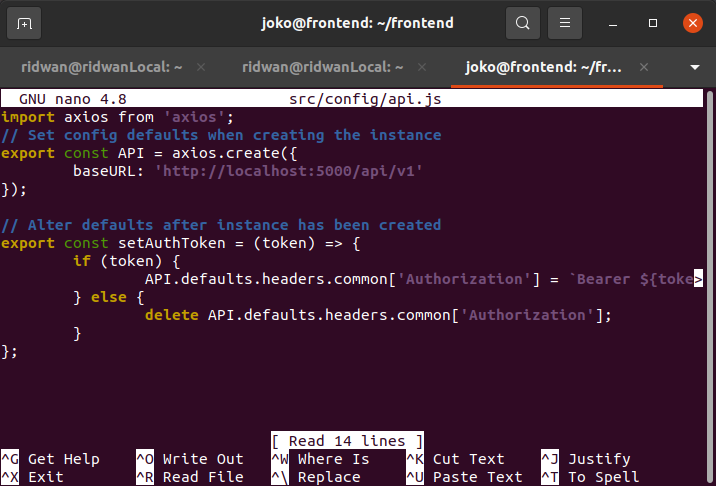 joko@frontend: ~/frontend
ridwan@ridwanLocal: ~ × ridwan@ridwanLocal: ~ × joko@frontend: ~/fr... ×
GNU nano 4.8 src/config/api.js
import axios from 'axios';
// Set config defaults when creating the instance
export const API = axios.create({
        baseURL: 'http://localhost:5000/api/v1'
});
// Alter defaults after instance has been created
export const setAuthToken = (token) => {
        if (token) {
                API.defaults.headers.common['Authorization'] = `Bearer ${toke>
        } else {
                delete API.defaults.headers.common['Authorization'];
        }
};
[ Read 14 lines ]
^G Get Help ^O Write Out ^W Where Is ^K Cut Text ^J Justify
^X Exit ^R Read File ^\ Replace ^U Paste Text ^T To Spell